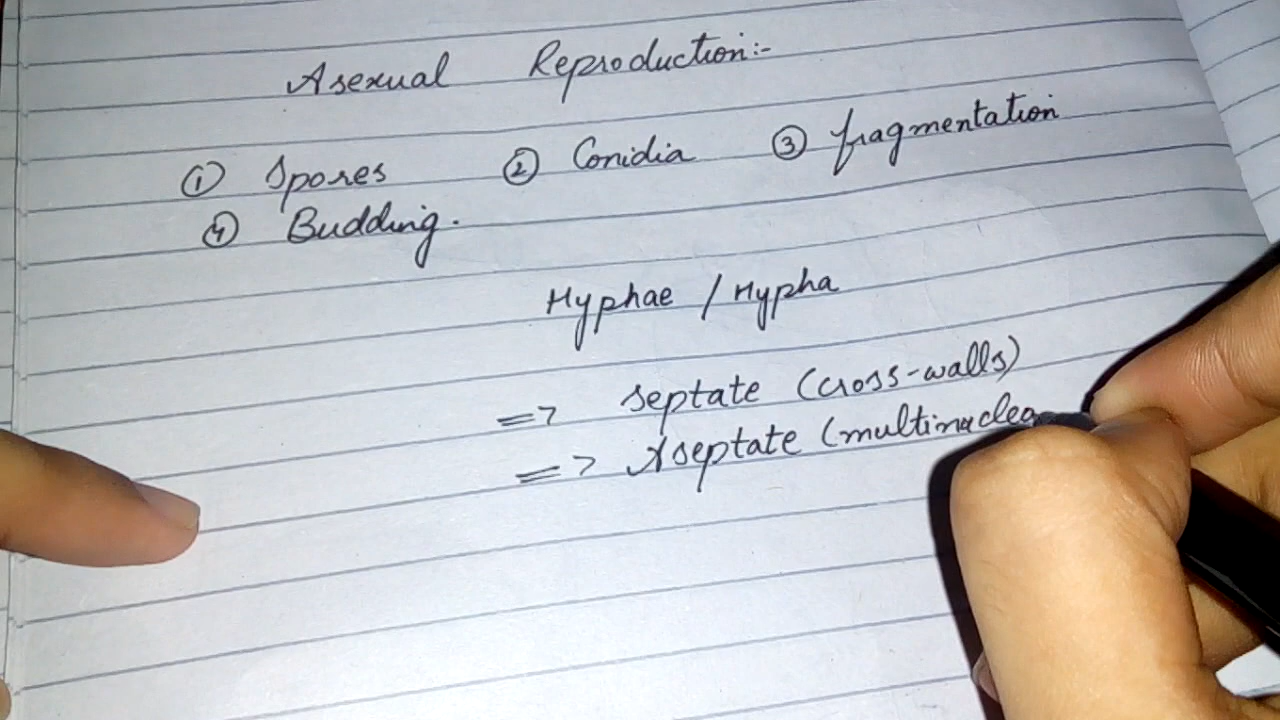 Asexual Reproduction:-
① Spores ② Conidia ③ fragmentation
④ Budding.
Hyphae / Hypha
=> septate (cross-walls)
=> Aseptate (multinuclea